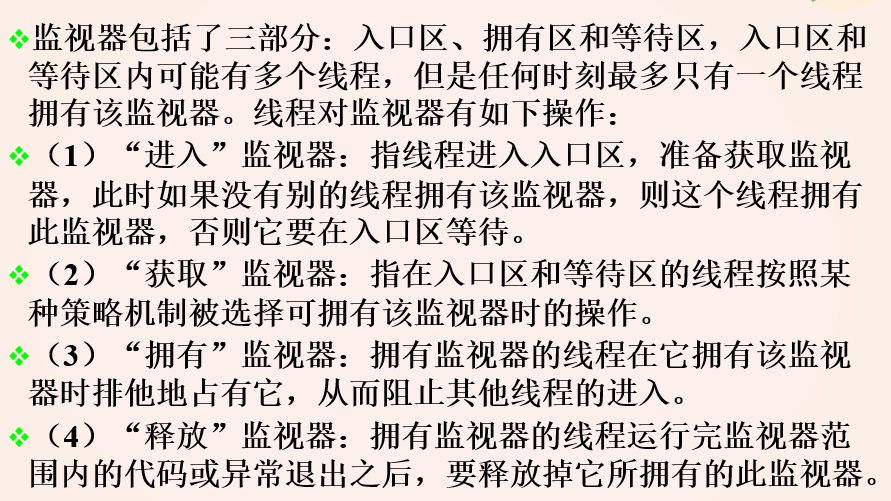 ❖监视器包括了三部分：入口区、拥有区和等待区，入口区和
等待区内可能有多个线程，但是任何时刻最多只有一个线程
拥有该监视器。线程对监视器有如下操作：
❖（1）“进入”监视器：指线程进入入口区，准备获取监视
器，此时如果没有别的线程拥有该监视器，则这个线程拥有
此监视器，否则它要在入口区等待。
❖（2）“获取”监视器：指在入口区和等待区的线程按照某
种策略机制被选择可拥有该监视器时的操作。
❖（3）“拥有”监视器：拥有监视器的线程在它拥有该监视
器时排他地占有它，从而阻止其他线程的进入。
❖（4）“释放”监视器：拥有监视器的线程运行完监视器范
围内的代码或异常退出之后，要释放掉它所拥有的此监视器。